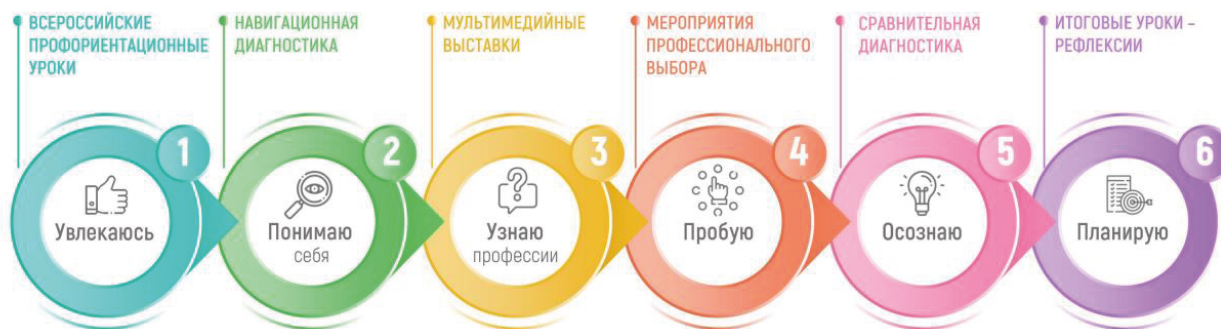 ВСЕРОССИЙСКИЕ
ПРОФОРИЕНТАЦИОННЫЕ
УРОКИ
1
Увлекаюсь
НАВИГАЦИОННАЯ
ДИАГНОСТИКА
2
Понимаю
себя
МУЛЬТИМЕДИЙНЫЕ
ВЫСТАВКИ
3
Узнаю
профессии
МЕРОПРИЯТИЯ
ПРОФЕССИОНАЛЬНОГО
ВЫБОРА
4
Пробую
СРАВНИТЕЛЬНАЯ
ДИАГНОСТИКА
5
Осознаю
ИТОГОВЫЕ УРОКИ –
РЕФЛЕКСИИ
6
Планирую